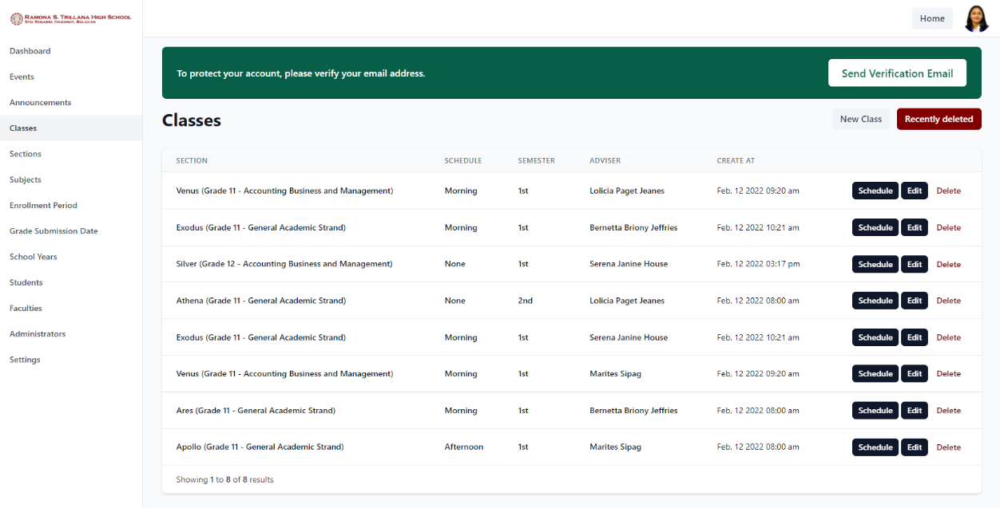 RAMONA S. TRILLANA HIGH SCHOOL
STO. ROSARIO, HAGONOY, BULACAN
Home
Dashboard
Events
Announcements
Classes
Sections
Subjects
Enrollment Period
Grade Submission Date
School Years
Students
Faculties
Administrators
Settings
To protect your account, please verify your email address.
Send Verification Email
Classes
New Class
Recently deleted
SECTION SCHEDULE SEMESTER ADVISER CREATE AT
Venus (Grade 11 - Accounting Business and Management) Morning 1st Lolicia Paget Jeanes Feb, 12 2022 09:20 am Schedule Edit Delete
Exodus (Grade 11 - General Academic Strand) Morning 1st Bernetta Briony Jeffries Feb, 12 2022 10:21 am Schedule Edit Delete
Silver (Grade 12 - Accounting Business and Management) None 1st Serena Janine House Feb, 12 2022 03:17 pm Schedule Edit Delete
Athena (Grade 11 - General Academic Strand) None 2nd Lolicia Paget Jeanes Feb, 12 2022 08:00 am Schedule Edit Delete
Exodus (Grade 11 - General Academic Strand) Morning 1st Serena Janine House Feb, 12 2022 10:21 am Schedule Edit Delete
Venus (Grade 11 - Accounting Business and Management) Morning 1st Marites Sipag Feb, 12 2022 09:20 am Schedule Edit Delete
Ares (Grade 11 - General Academic Strand) Morning 1st Bernetta Briony Jeffries Feb, 12 2022 08:00 am Schedule Edit Delete
Apollo (Grade 11 - General Academic Strand) Afternoon 1st Marites Sipag Feb, 12 2022 08:00 am Schedule Edit Delete
Showing 1 to 8 of 8 results